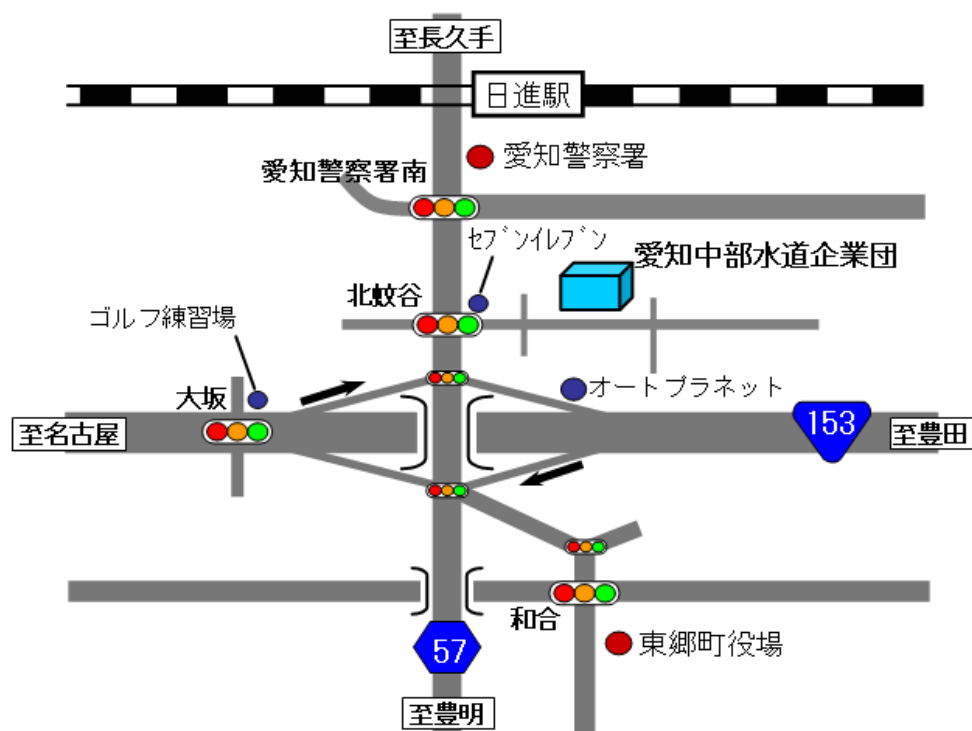 至長久手
日進駅
愛知警察署
愛知警察署南
ｾﾌﾞﾝｲﾚﾌﾞﾝ
愛知中部水道企業団
北蚊谷
ゴルフ練習場
大坂
オートプラネット
153
至名古屋
至豊田
和合
東郷町役場
57
至豊明